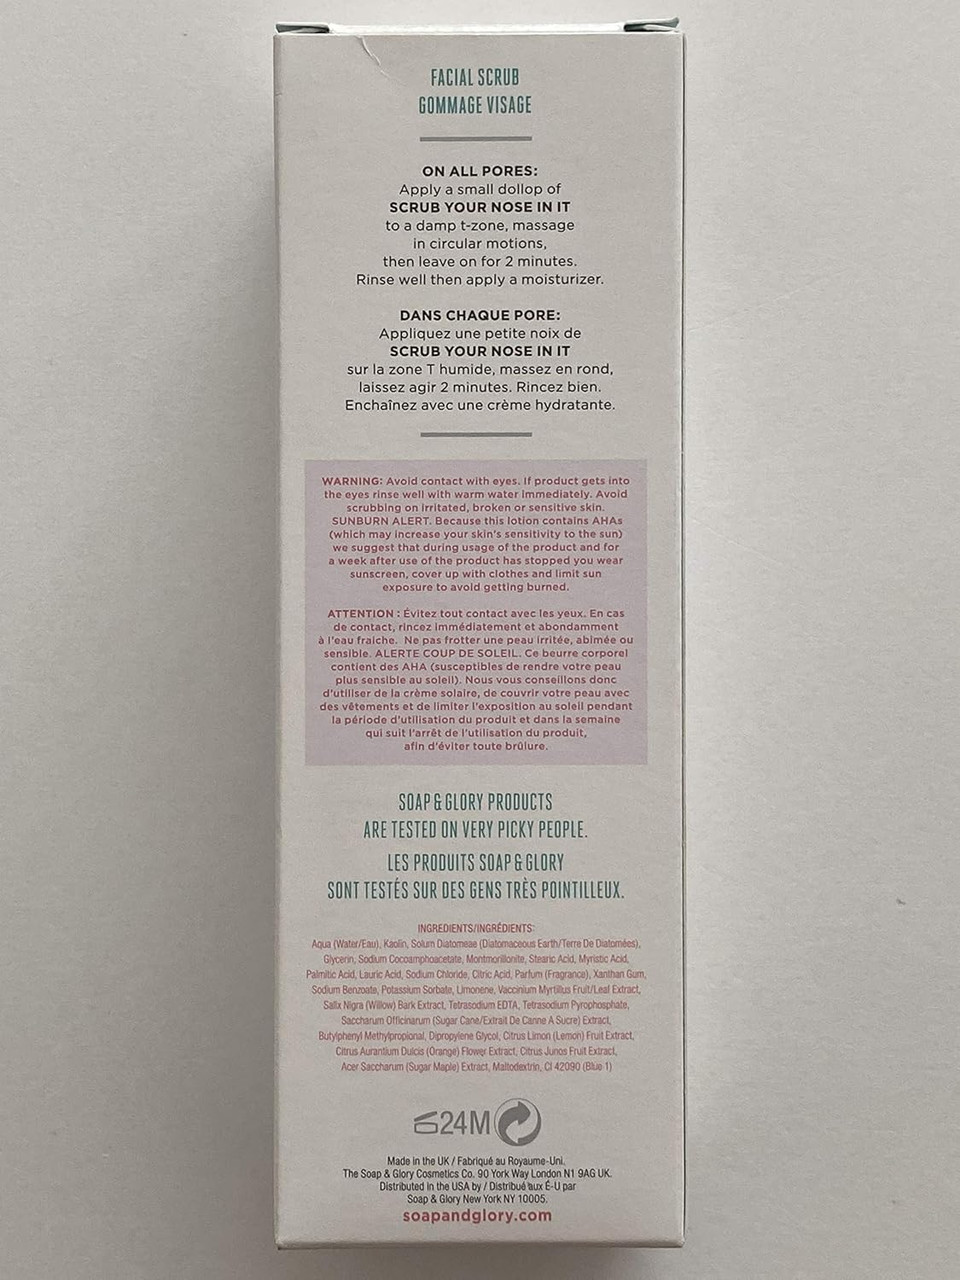 FACIAL SCRUB
GOMMAGE VISAGE
ON ALL PORES:
Apply a small dollop of
SCRUB YOUR NOSE IN IT
to a damp t-zone, massage
in circular motions,
then leave on for 2 minutes.
Rinse well then apply a moisturizer.
DANS CHAQUE PORE:
Appliquez une petite noix de
SCRUB YOUR NOSE IN IT
sur la zone T humide, massez en rond,
laissez agir 2 minutes. Rincez bien.
Enchaînez avec une crème hydratante.
WARNING: Avoid contact with eyes. If product gets into
the eyes rinse well with warm water immediately. Avoid
scrubbing on irritated, broken or sensitive skin.
SUNBURN ALERT. Because this lotion contains AHAs
(which may increase your skin's sensitivity to the sun)
we suggest that during usage of the product and for
a week after use of the product has stopped you wear
sunscreen, cover up with clothes and limit sun
exposure to avoid getting burned.
ATTENTION : Évitez tout contact avec les yeux. En cas
de contact, rincez immédiatement et abondamment
à l'eau fraiche. Ne pas frotter une peau irritée, abimée ou
sensible. ALERTE COUP DE SOLEIL. Ce beurre corporel
contient des AHA (susceptibles de rendre votre peau
plus sensible au soleil). Nous vous conseillons donc
d'utiliser de la crème solaire, de couvrir votre peau avec
des vêtements et de limiter l'exposition au soleil pendant
la période d'utilisation du produit et dans la semaine
qui suit l'arrêt de l'utilisation du produit,
afin d'éviter toute brûlure.
SOAP & GLORY PRODUCTS
ARE TESTED ON VERY PICKY PEOPLE.
LES PRODUITS SOAP & GLORY
SONT TESTÉS SUR DES GENS TRÈS POINTILLEUX.
INGREDIENTS/INGRÉDIENTS:
Aqua (Water/Eau), Kaolin, Solum Diatomeae (Diatomaceous Earth/Terre De Diatomées),
Glycerin, Sodium Cocoamphoacetate, Montmorillonite, Stearic Acid, Myristic Acid,
Palmitic Acid, Lauric Acid, Sodium Chloride, Citric Acid, Parfum (Fragrance), Xanthan Gum,
Sodium Benzoate, Potassium Sorbate, Limonene, Vaccinium Myrtillus Fruit/Leaf Extract,
Salix Nigra (Willow) Bark Extract, Tetrasodium EDTA, Tetrasodium Pyrophosphate,
Saccharum Officinarum (Sugar Cane/Extrait De Canne A Sucre) Extract,
Butylphenyl Methylpropional, Dipropylene Glycol, Citrus Limon (Lemon) Fruit Extract,
Citrus Aurantium Dulcis (Orange) Flower Extract, Citrus Junos Fruit Extract,
Acer Saccharum (Sugar Maple) Extract, Maltodextrin, CI 42090 (Blue 1)
24M
Made in the UK / Fabriqué au Royaume-Uni.
The Soap & Glory Cosmetics Co. 90 York Way London N1 9AG UK.
Distributed in the USA by / Distribué aux É-U par
Soap & Glory New York NY 10005.
soapandglory.com